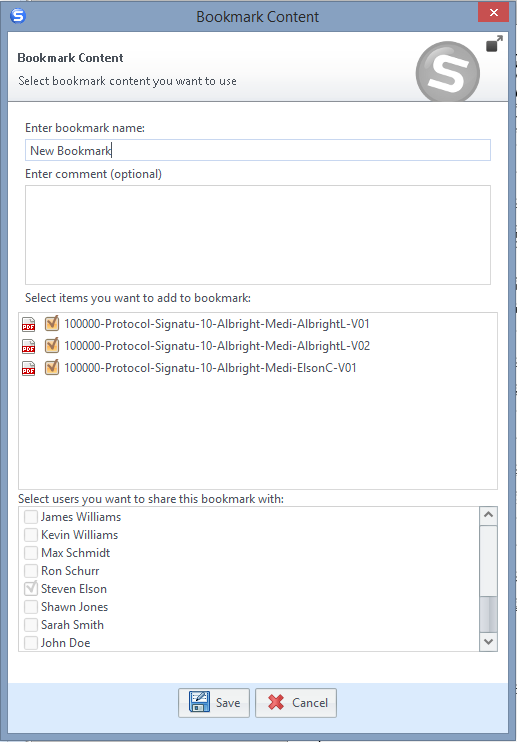 Bookmark Content
Bookmark Content
Select bookmark content you want to use
Enter bookmark name:
New Bookmark
Enter comment (optional)
Select items you want to add to bookmark:
PDF 100000-Protocol-Signatu-10-Albright-Medi-AlbrightL-V01
PDF 100000-Protocol-Signatu-10-Albright-Medi-AlbrightL-V02
PDF 100000-Protocol-Signatu-10-Albright-Medi-ElsonC-V01
Select users you want to share this bookmark with:
James Williams
Kevin Williams
Max Schmidt
Ron Schurr
Steven Elson
Shawn Jones
Sarah Smith
John Doe
Save Cancel